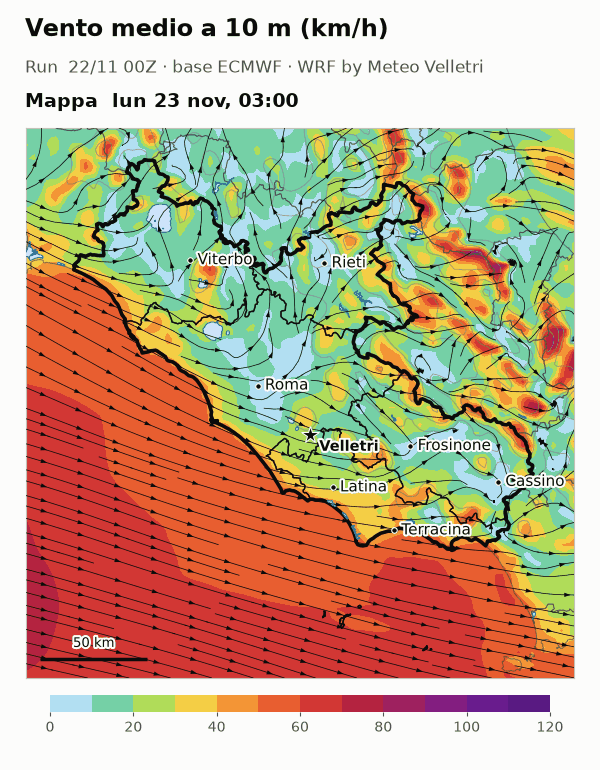 Vento medio a 10 m (km/h)
Run  22/11 00Z · base ECMWF · WRF by Meteo Velletri
Mappa  lun 23 nov, 03:00
Viterbo
Rieti
Roma
Velletri
Frosinone
Cassino
Latina
Terracina
50 km
0 20 40 60 80 100 120